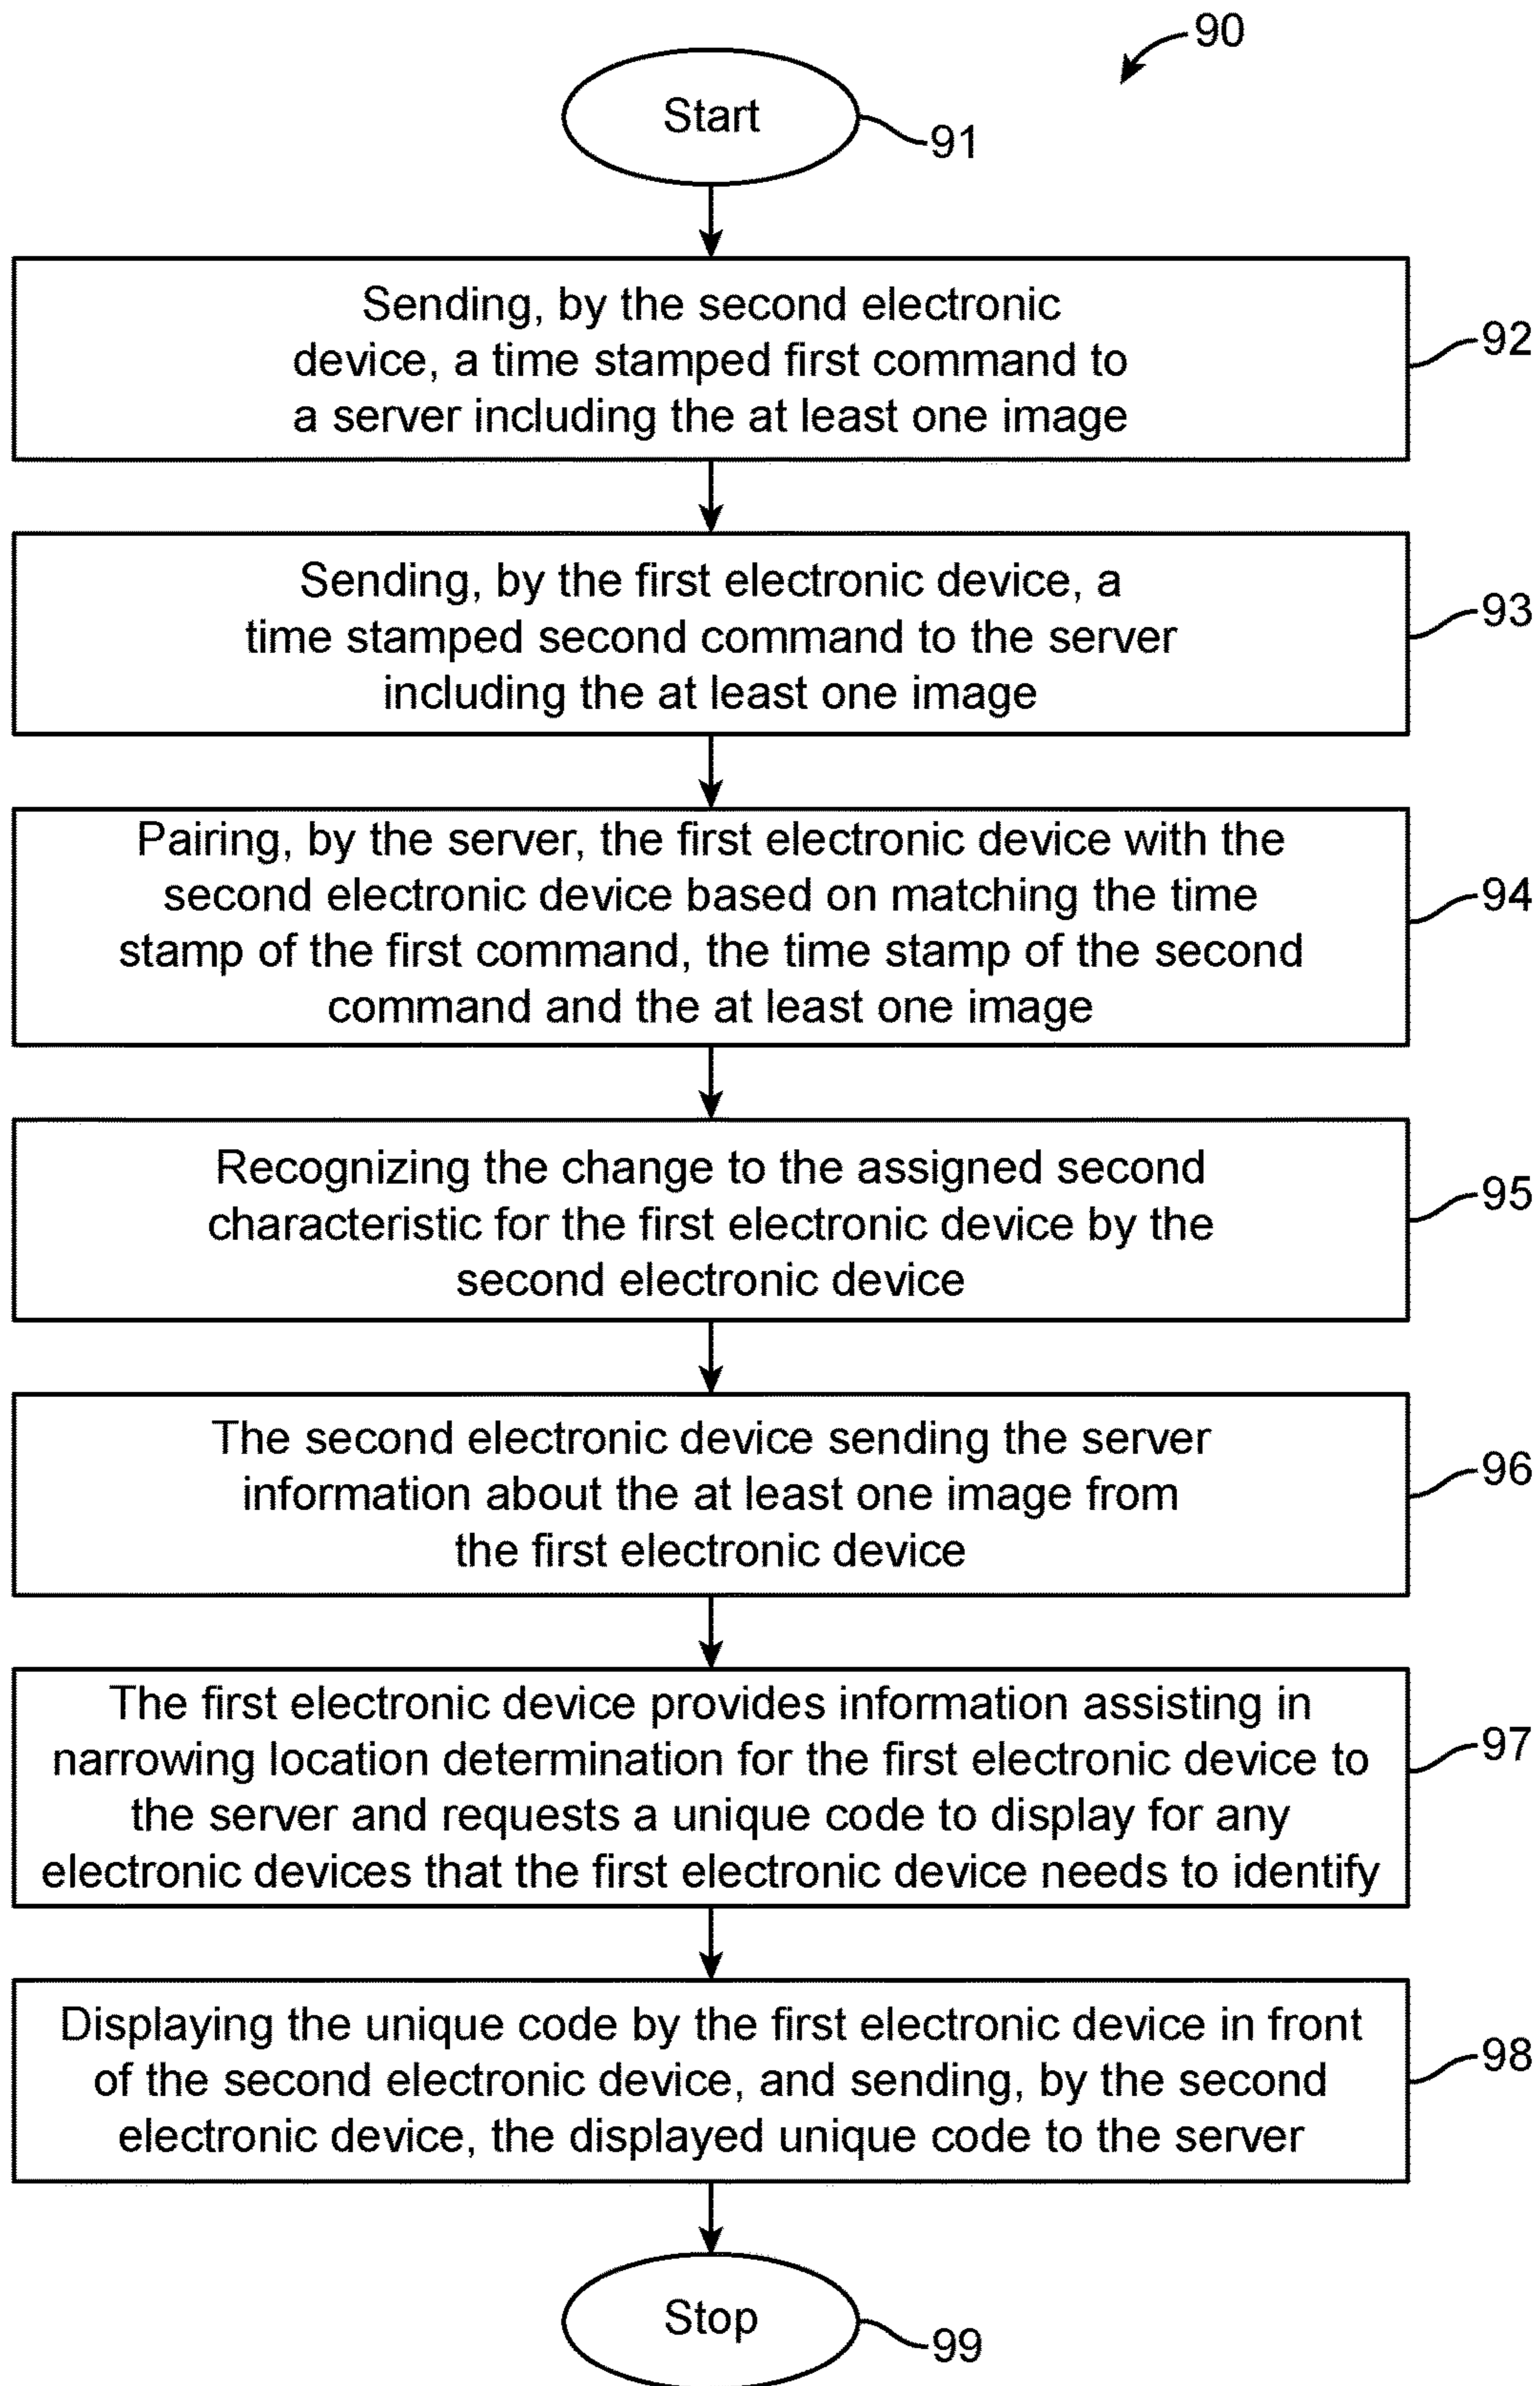 90
Start
91
Sending, by the second electronic
device, a time stamped first command to
a server including the at least one image
92
Sending, by the first electronic device, a
time stamped second command to the server
including the at least one image
93
Pairing, by the server, the first electronic device with the
second electronic device based on matching the time
stamp of the first command, the time stamp of the second
command and the at least one image
94
Recognizing the change to the assigned second
characteristic for the first electronic device by the
second electronic device
95
The second electronic device sending the server
information about the at least one image from
the first electronic device
96
The first electronic device provides information assisting in
narrowing location determination for the first electronic device to
the server and requests a unique code to display for any
electronic devices that the first electronic device needs to identify
97
Displaying the unique code by the first electronic device in front
of the second electronic device, and sending, by the second
electronic device, the displayed unique code to the server
98
Stop
99